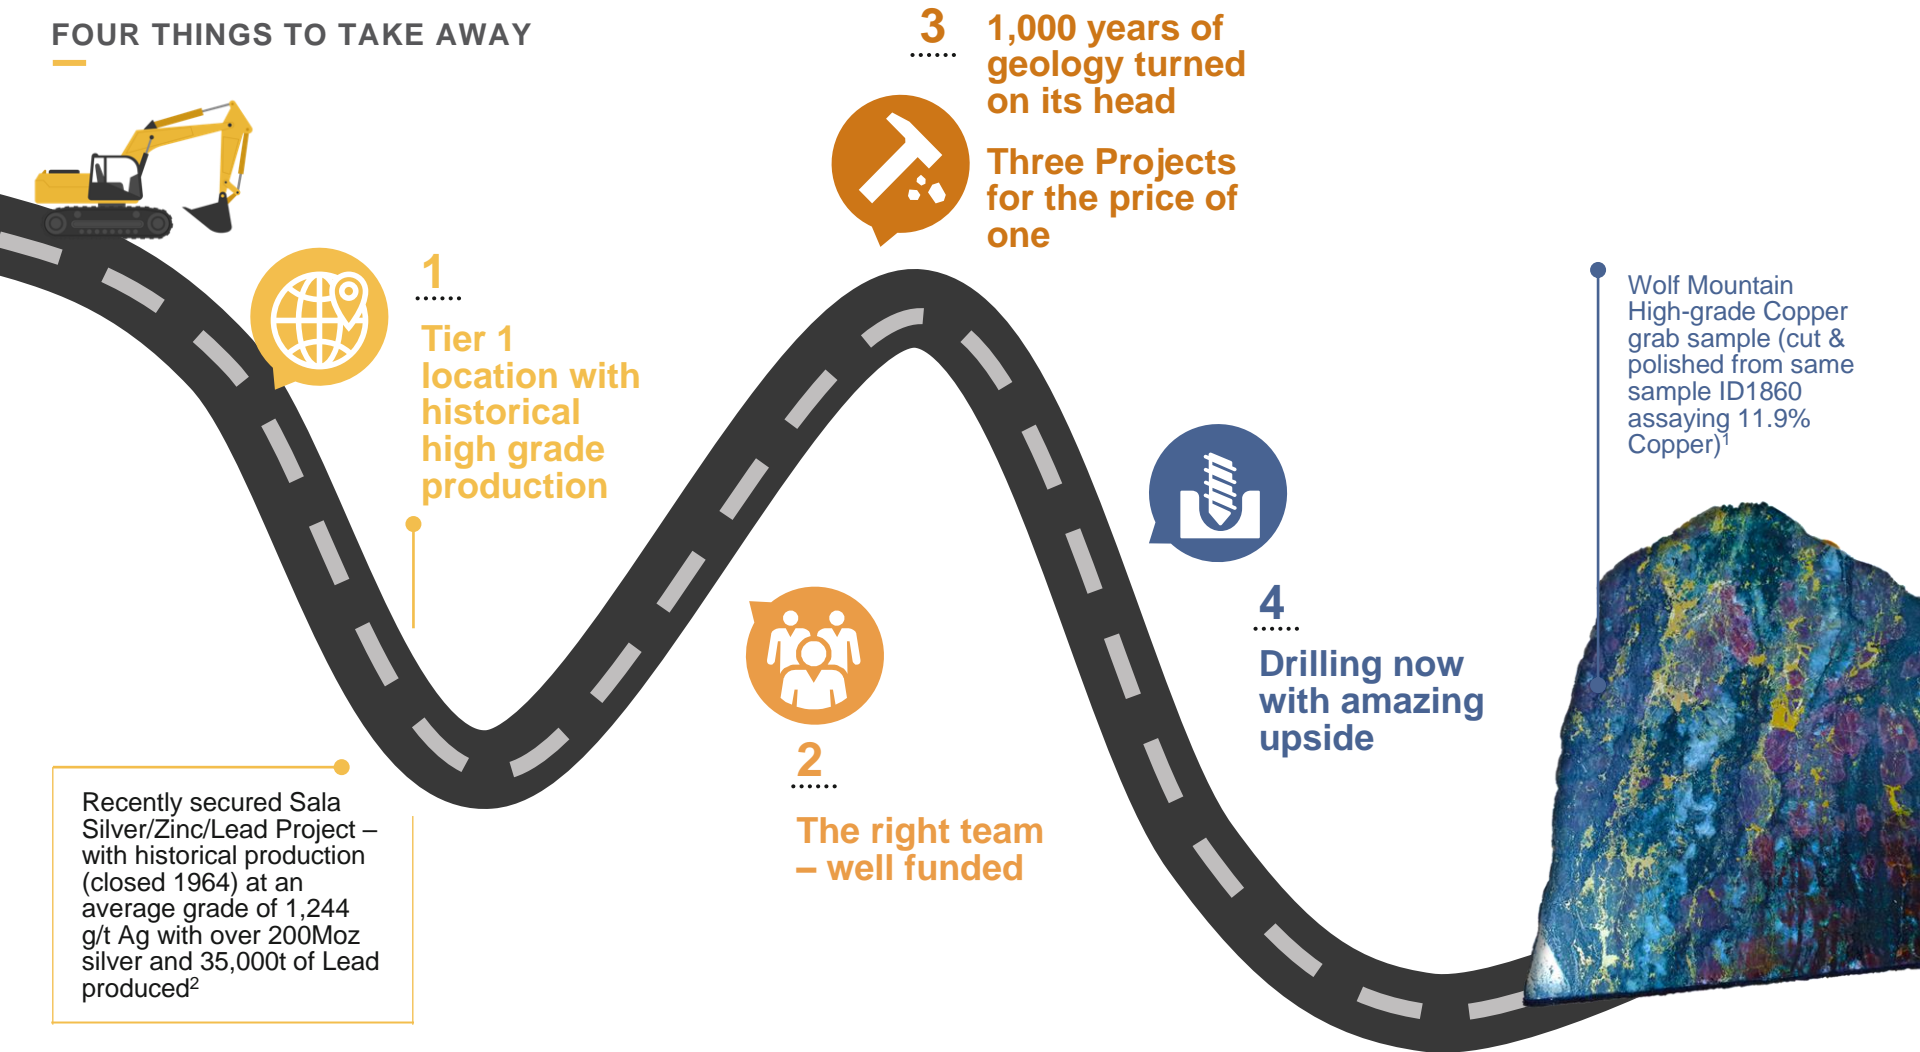 FOUR THINGS TO TAKE AWAY
1
Tier 1
location with
historical
high grade
production
Recently secured Sala
Silver/Zinc/Lead Project –
with historical production
(closed 1964) at an
average grade of 1,244
g/t Ag with over 200Moz
silver and 35,000t of Lead
produced²
2
The right team
– well funded
3
1,000 years of
geology turned
on its head
Three Projects
for the price of
one
4
Drilling now
with amazing
upside
Wolf Mountain
High-grade Copper
grab sample (cut &
polished from same
sample ID1860
assaying 11.9%
Copper)¹